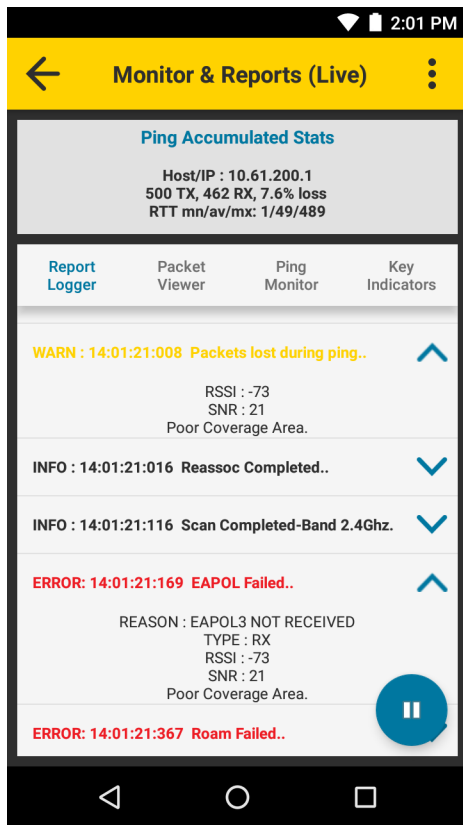 2:01 PM
Monitor & Reports (Live)
Ping Accumulated Stats
Host/IP : 10.61.200.1
500 TX, 462 RX, 7.6% loss
RTT mn/av/mx: 1/49/489
Report Logger
Packet Viewer
Ping Monitor
Key Indicators
WARN : 14:01:21:008 Packets lost during ping..
RSSI : -73
SNR : 21
Poor Coverage Area.
INFO : 14:01:21:016 Reassoc Completed..
INFO : 14:01:21:116 Scan Completed-Band 2.4Ghz.
ERROR: 14:01:21:169 EAPOL Failed..
REASON : EAPOL3 NOT RECEIVED
TYPE : RX
RSSI : -73
SNR : 21
Poor Coverage Area.
ERROR: 14:01:21:367 Roam Failed..